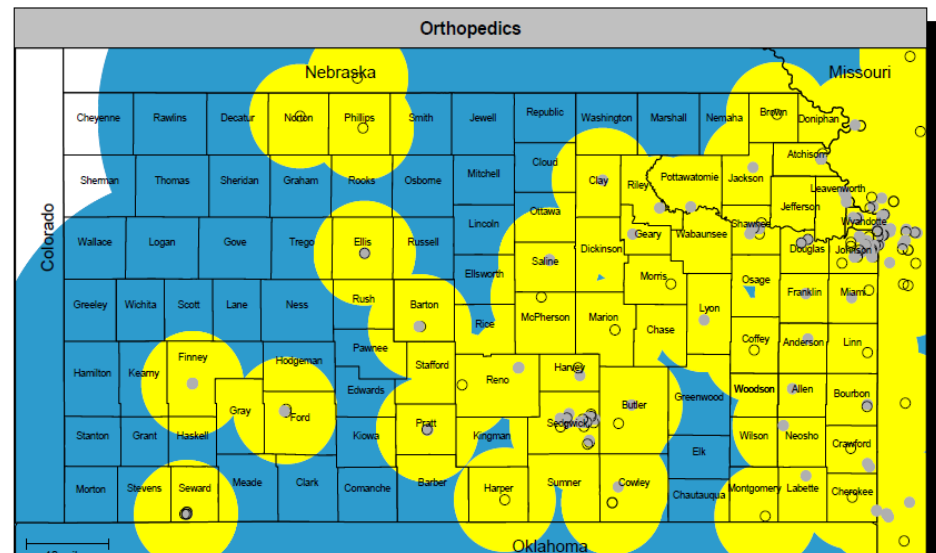 Orthopedics
Nebraska Missouri
Cheyenne Rawlins Decatur Norton Phillips Smith Jewell Republic Washington Marshall Nemaha Brown Doniphan
Atchison
Sherman Thomas Sheridan Graham Rooks Osborne Mitchell Cloud Clay Riley Pottawatomie Jackson
Leavenworth
Jefferson
Ottawa
Lincoln
Wyandotte
Colorado
Wallace Logan Gove Trego Ellis Russell Dickinson Geary Wabaunsee Shawnee Douglas Johnson
Saline
Ellsworth
Morris Osage
Greeley Wichita Scott Lane Ness Rush Barton Rice McPherson Marion Chase Lyon Franklin Miami
Coffey Anderson Linn
Pawnee
Hamilton Kearny Finney Hodgeman Stafford Reno Harvey
Edwards
Gray Ford Butler Greenwood Woodson Allen Bourbon
Stanton Grant Haskell Kiowa Pratt Kingman Sedgwick Wilson Neosho
Crawford
Elk
Morton Stevens Seward Meade Clark Comanche Barber Harper Sumner Cowley Chautauqua Montgomery Labette Cherokee
Oklahoma